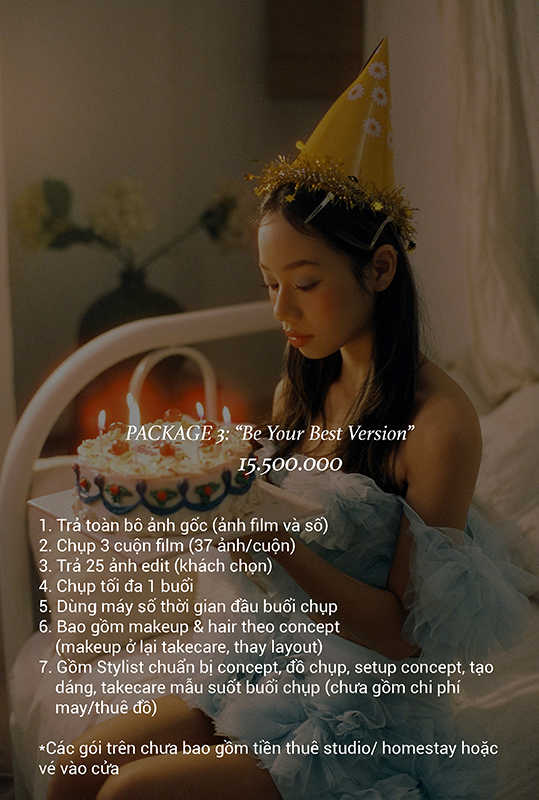 PACKAGE 3: “Be Your Best Version”
15.500.000
1. Trả toàn bô ảnh gốc (ảnh film và số)
2. Chụp 3 cuộn film (37 ảnh/cuộn)
3. Trả 25 ảnh edit (khách chọn)
4. Chụp tối đa 1 buổi
5. Dùng máy số thời gian đầu buổi chụp
6. Bao gồm makeup & hair theo concept
(makeup ở lại takecare, thay layout)
7. Gồm Stylist chuẩn bị concept, đồ chụp, setup concept, tạo
dáng, takecare mẫu suốt buổi chụp (chưa gồm chi phí
may/thuê đồ)
*Các gói trên chưa bao gồm tiền thuê studio/ homestay hoặc
vé vào cửa